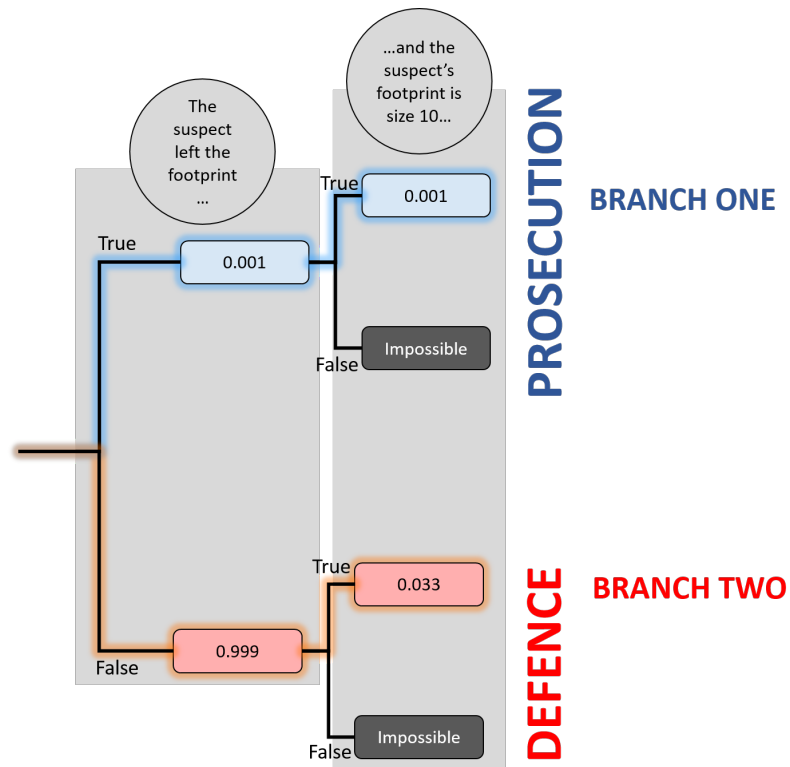 …and the
suspect's
footprint is
size 10…
The
suspect
left the
footprint
…
True
0.001
BRANCH ONE
True
0.001
False
Impossible
PROSECUTION
True
0.033
BRANCH TWO
False
0.999
False
Impossible
DEFENCE